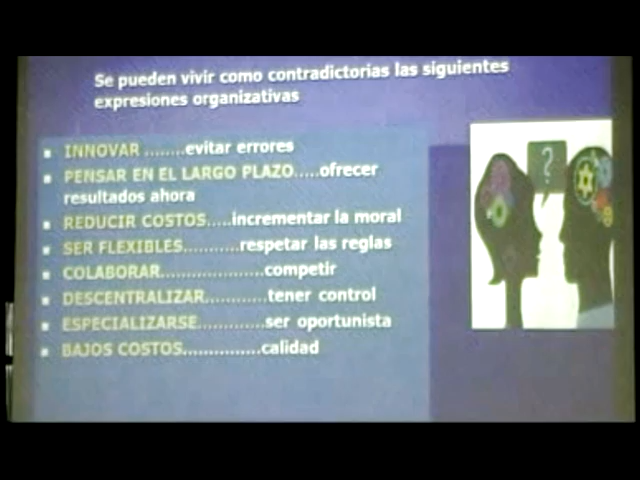 Se pueden vivir como contradictorias las siguientes
expresiones organizativas
INNOVAR ........evitar errores
PENSAR EN EL LARGO PLAZO.....ofrecer
resultados ahora
REDUCIR COSTOS.....incrementar la moral
SER FLEXIBLES..........respetar las reglas
COLABORAR...................competir
DESCENTRALIZAR...........tener control
ESPECIALIZARSE............ser oportunista
BAJOS COSTOS..............calidad
?